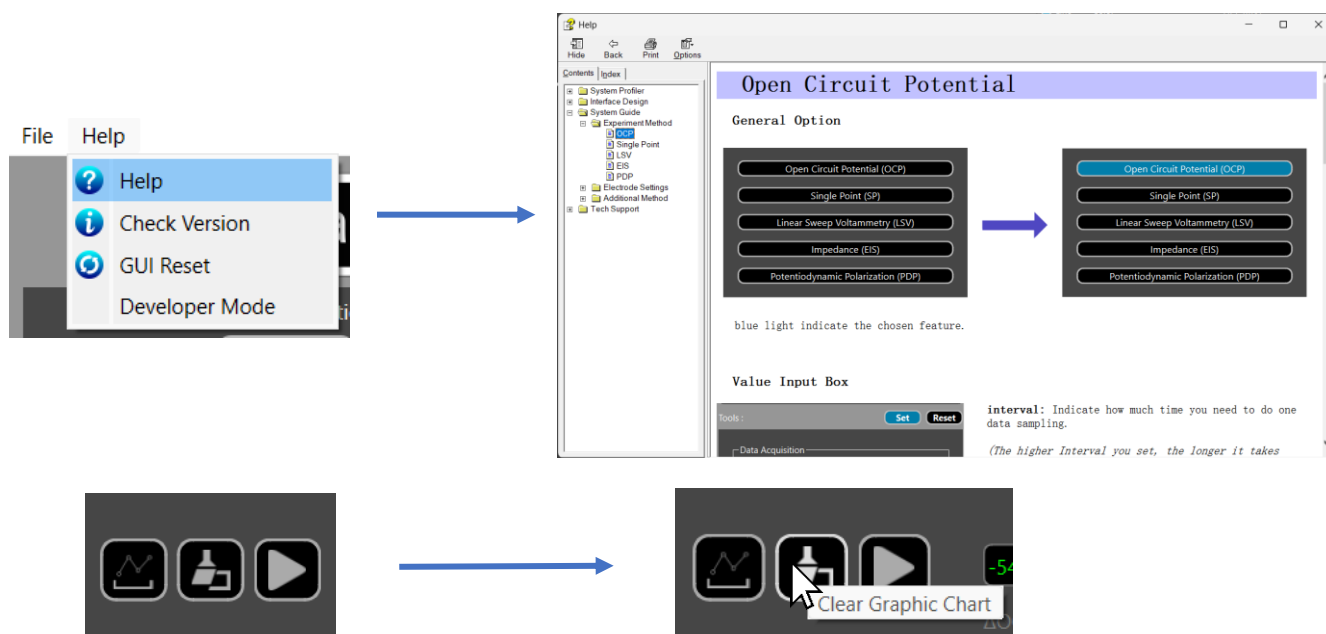 File Help
Help
Check Version
GUI Reset
Developer Mode
Help
Hide Back Print Options
Contents Index
System Profiler
Interface Design
System Guide
Experiment Method
OCP
Single Point
LSV
EIS
PDP
Electrode Settings
Additional Method
Tech Support
Open Circuit Potential
General Option
Open Circuit Potential (OCP)
Single Point (SP)
Linear Sweep Voltammetry (LSV)
Impedance (EIS)
Potentiodynamic Polarization (PDP)
Open Circuit Potential (OCP)
Single Point (SP)
Linear Sweep Voltammetry (LSV)
Impedance (EIS)
Potentiodynamic Polarization (PDP)
blue light indicate the chosen feature.
Value Input Box
Tools : Set Reset
Data Acquisition
interval: Indicate how much time you need to do one
data sampling.
(The higher Interval you set, the longer it takes
Clear Graphic Chart